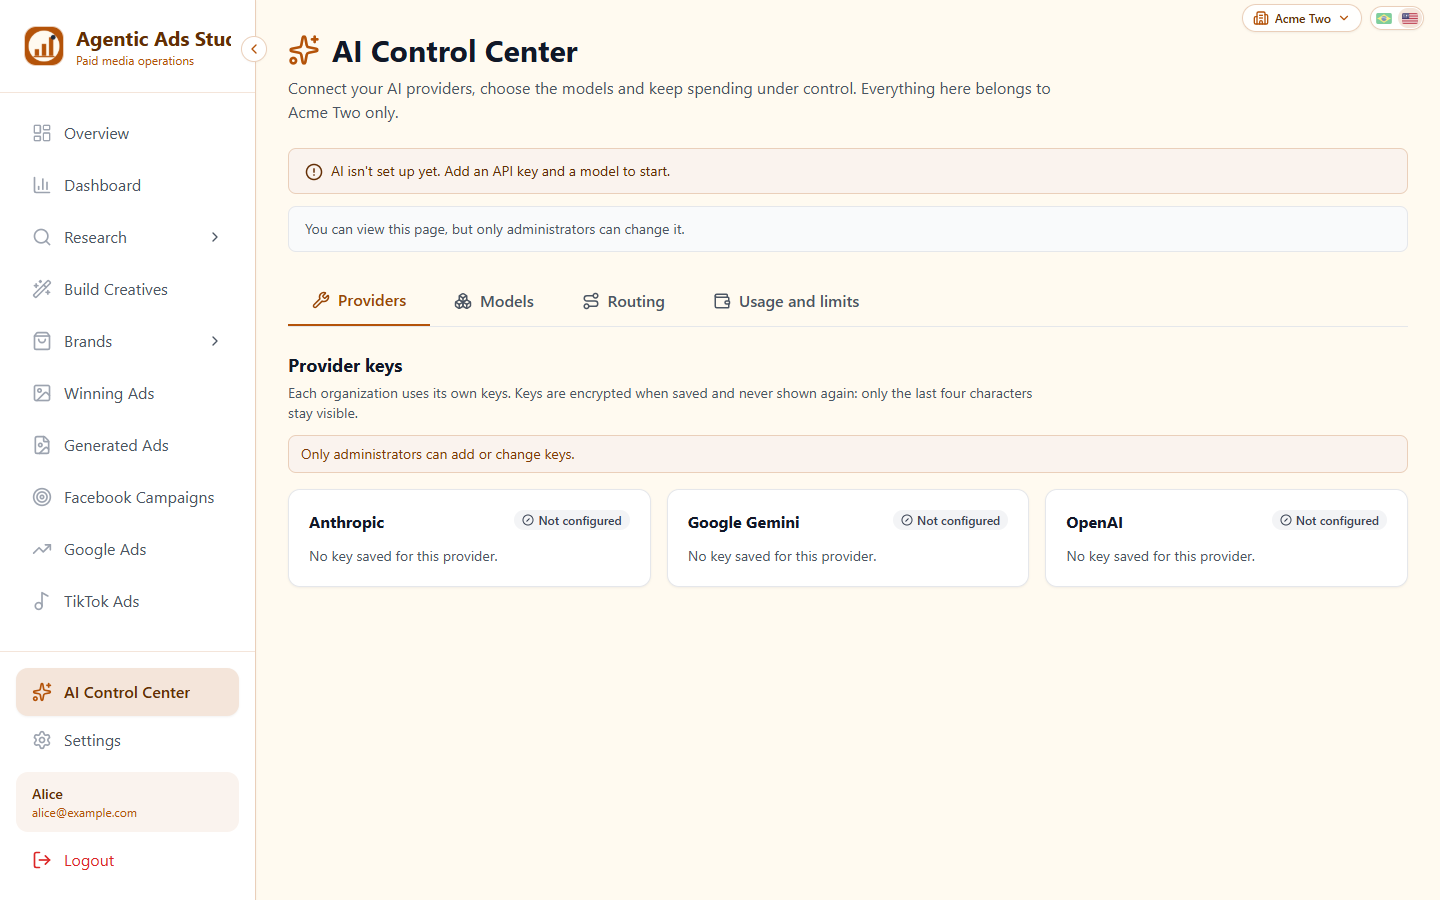 Agentic Ads Stu
Paid media operations
Overview
Dashboard
Research
Build Creatives
Brands
Winning Ads
Generated Ads
Facebook Campaigns
Google Ads
TikTok Ads
AI Control Center
Settings
Alice
alice@example.com
Logout
Acme Two
AI Control Center
Connect your AI providers, choose the models and keep spending under control. Everything here belongs to
Acme Two only.
AI isn't set up yet. Add an API key and a model to start.
You can view this page, but only administrators can change it.
Providers
Models
Routing
Usage and limits
Provider keys
Each organization uses its own keys. Keys are encrypted when saved and never shown again: only the last four characters
stay visible.
Only administrators can add or change keys.
Anthropic
Not configured
No key saved for this provider.
Google Gemini
Not configured
No key saved for this provider.
OpenAI
Not configured
No key saved for this provider.